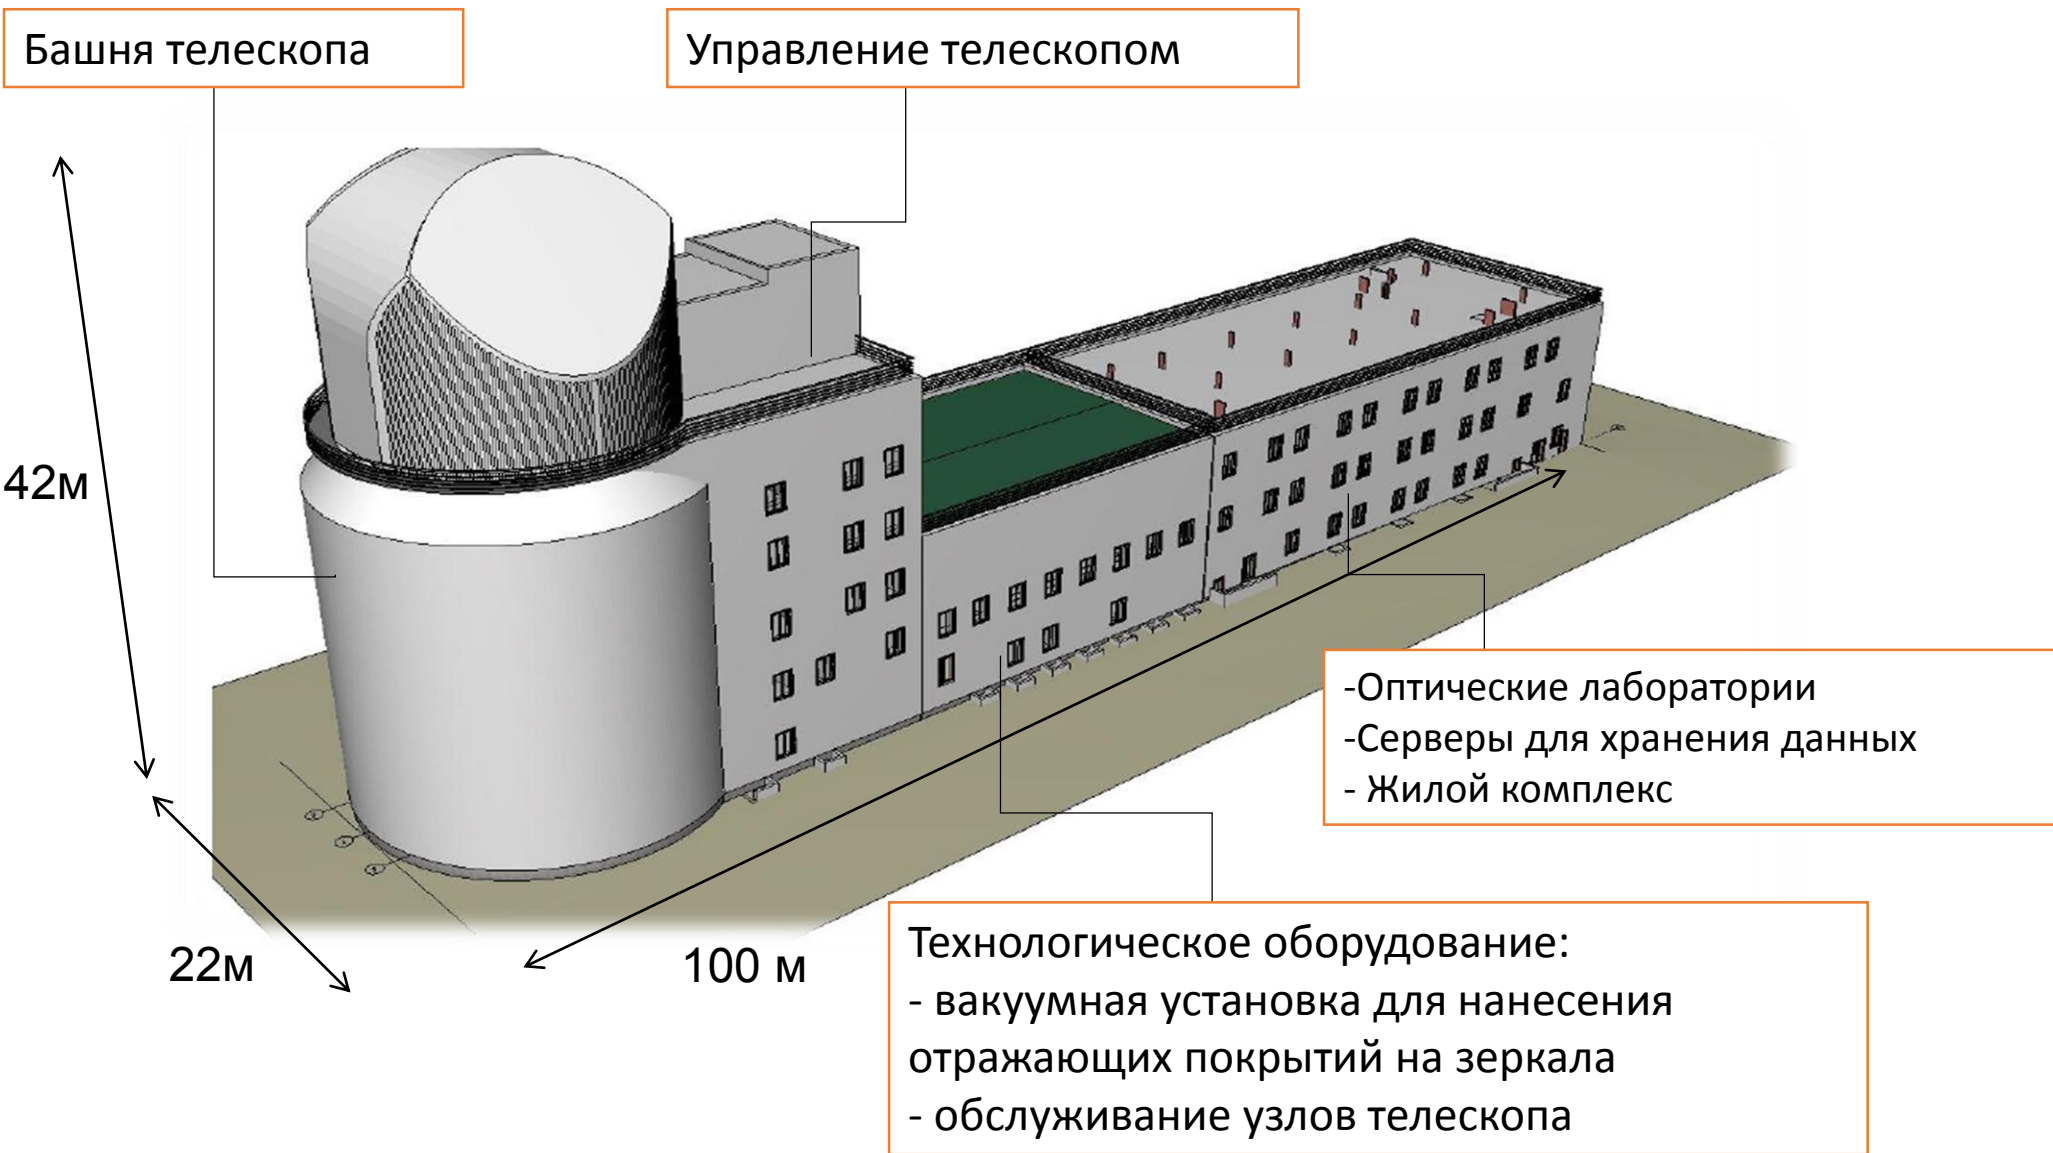 Башня телескопа
Управление телескопом
42м
-Оптические лаборатории
-Серверы для хранения данных
- Жилой комплекс
22м
100 м
Технологическое оборудование:
- вакуумная установка для нанесения
отражающих покрытий на зеркала
- обслуживание узлов телескопа